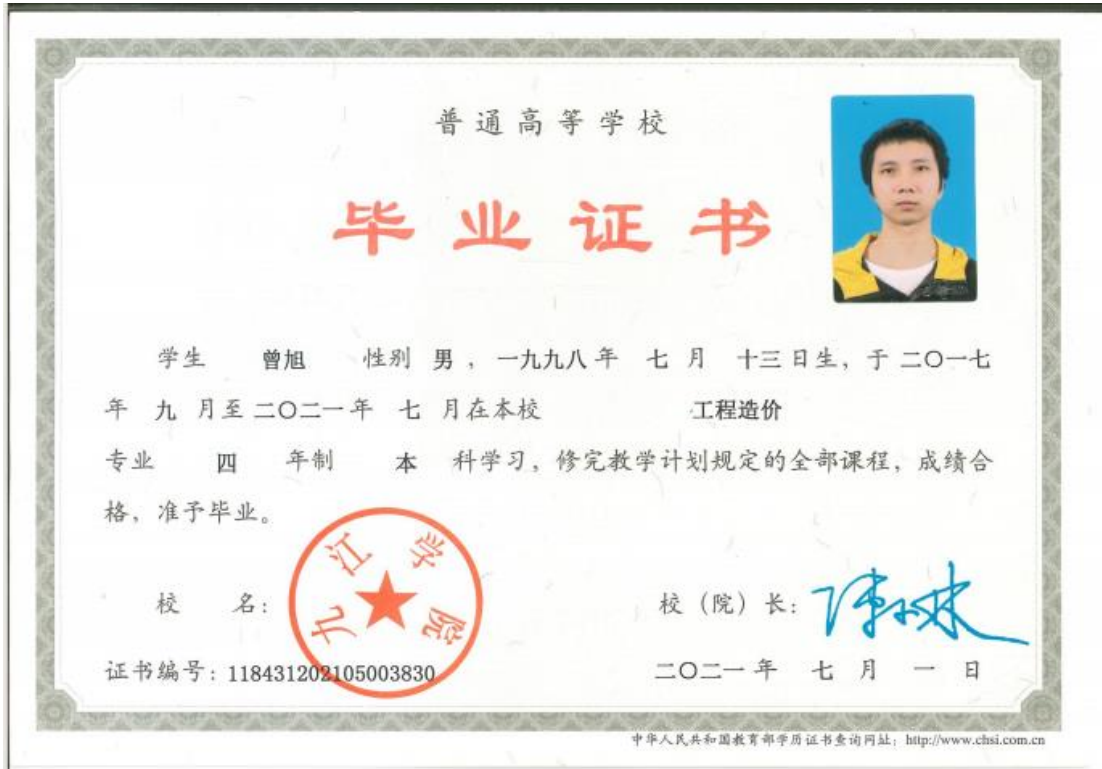 普通高等学校
毕业证书
学生 曾旭 性别 男，一九九八年 七 月 十三日生，于 二〇一七
年 九 月至 二〇二一年 七 月在本校 工程造价
专业 四 年制 本 科学习，修完教学计划规定的全部课程，成绩合
格，准予毕业。
九江学院
校 名：
校（院）长：
证书编号：118431202105003830
二〇二一年 七 月 一 日
中华人民共和国教育部学历证书查询网址：http://www.chsi.com.cn